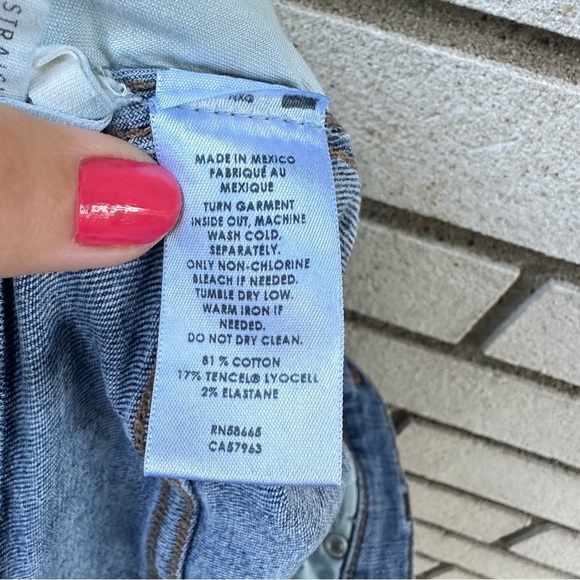 STRAIGH
MADE IN MEXICO
FABRIQUÉ AU
MEXIQUE
TURN GARMENT
INSIDE OUT, MACHINE
WASH COLD,
SEPARATELY.
ONLY NON-CHLORINE
BLEACH IF NEEDED.
TUMBLE DRY LOW.
WARM IRON IF
NEEDED.
DO NOT DRY CLEAN.
81 % COTTON
17% TENCEL® LYOCELL
2% ELASTANE
RN58665
CA57963